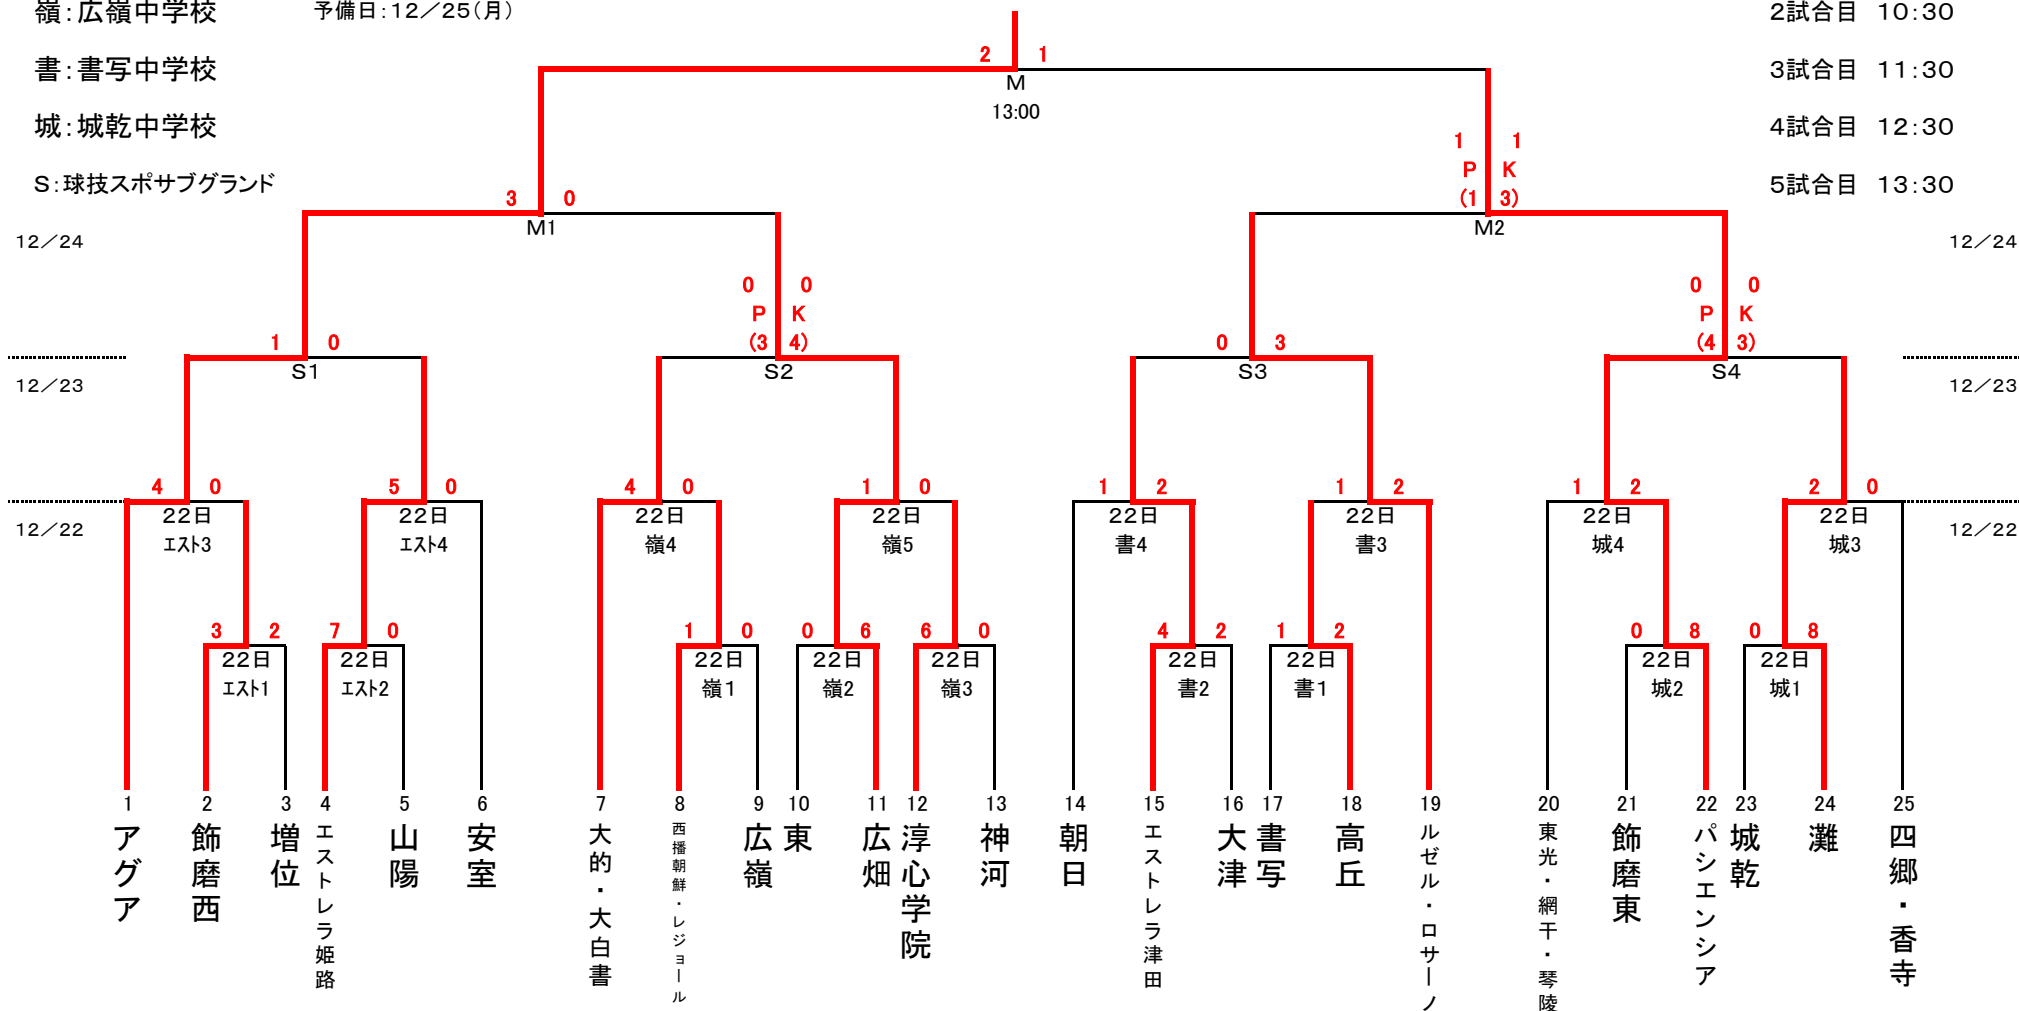 嶺：広嶺中学校
予備日：12／25（月）
2試合目 10：30
書：書写中学校
2 1
3試合目 11：30
M
13:00
城：城乾中学校
4試合目 12：30
1 1
P K
(1 3)
S：球技スポサブグランド
5試合目 13：30
3 0
M1
M2
12／24
12／24
0 0
P K
(3 4)
0 0
P K
(4 3)
1 0
0 3
S1
S2
S3
S4
12／23
12／23
4 0
5 0
4 0
1 0
1 2
1 2
1 2
2 0
22日
エスト3
22日
エスト4
22日
嶺4
22日
嶺5
22日
書4
22日
書3
22日
城4
22日
城3
12／22
12／22
3 2
7 0
1 0
0 6
6 0
4 2
1 2
0 8
0 8
22日
エスト1
22日
エスト2
22日
嶺1
22日
嶺2
22日
嶺3
22日
書2
22日
書1
22日
城2
22日
城1
1
アグア
2
飾磨西
3
増位
4
エストレラ姫路
5
山陽
6
安室
7
大的・大白書
8
西播朝鮮・レジョール
9
広嶺
10
東
11
広畑
12
淳心学院
13
神河
14
朝日
15
エストレラ津田
16
大津
17
書写
18
高丘
19
ルゼル・ロサーノ
20
東光・網干・琴陵
21
飾磨東
22
パシエンシア
23
城乾
24
灘
25
四郷・香寺